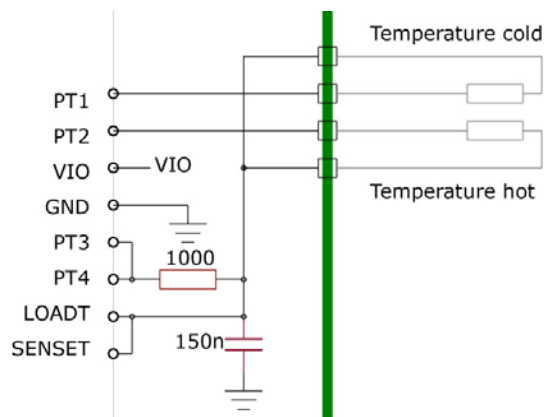 Temperature cold
PT1
PT2
VIO VIO
Temperature hot
GND
PT3
1000
PT4
LOADT
150n
SENSET